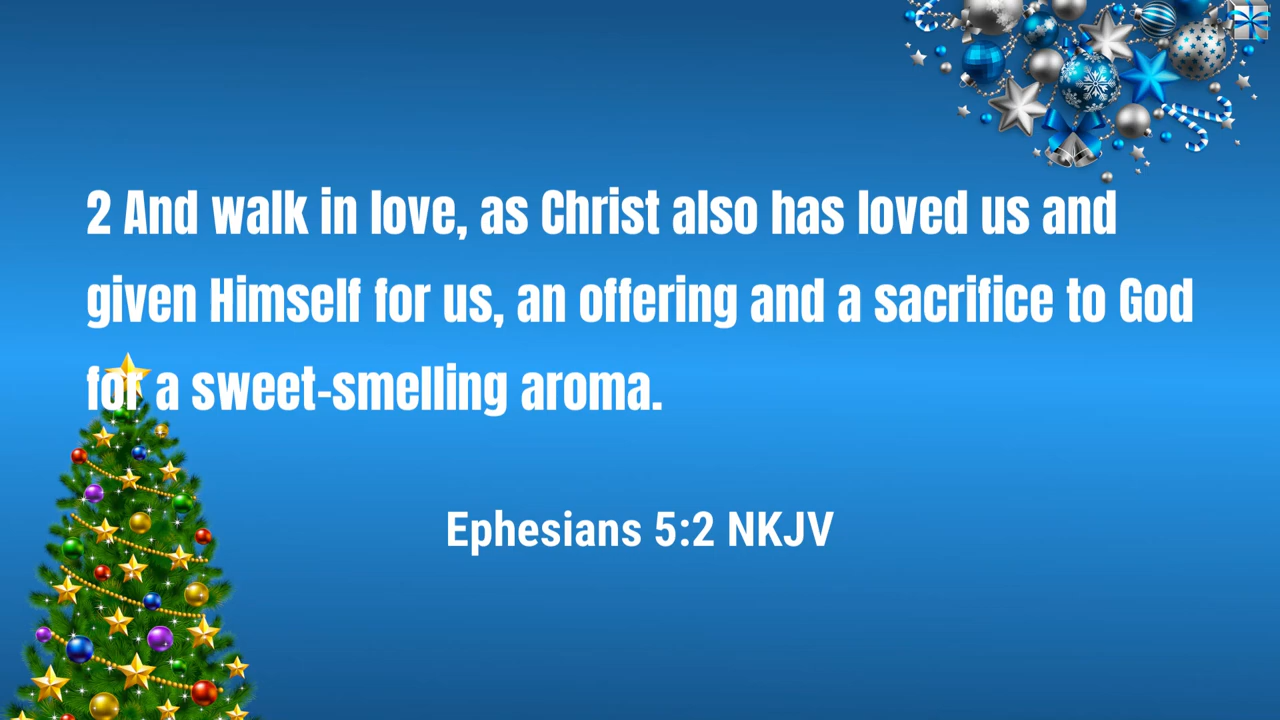 2 And walk in love, as Christ also has loved us and
given Himself for us, an offering and a sacrifice to God
for a sweet-smelling aroma.
Ephesians 5:2 NKJV